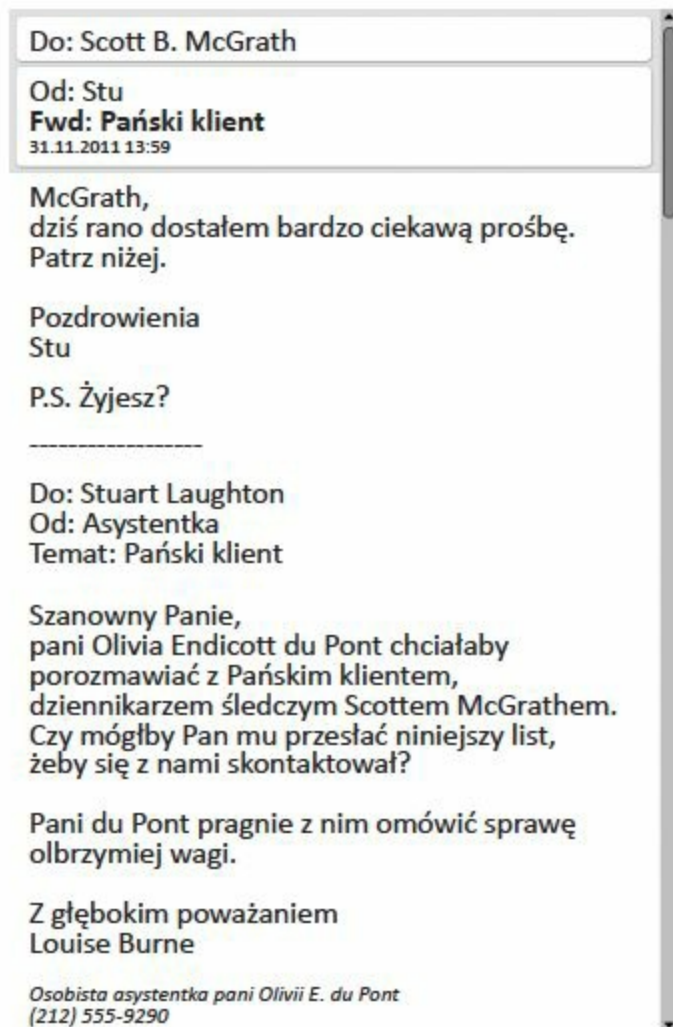 Do: Scott B. McGrath
Od: Stu
Fwd: Pański klient
31.11.2011 13:59
McGrath,
dziś rano dostałem bardzo ciekawą prośbę.
Patrz niżej.
Pozdrowienia
Stu
P.S. Żyjesz?
------------------
Do: Stuart Laughton
Od: Asystentka
Temat: Pański klient
Szanowny Panie,
pani Olivia Endicott du Pont chciałaby
porozmawiać z Pańskim klientem,
dziennikarzem śledczym Scottem McGrathem.
Czy mógłby Pan mu przesłać niniejszy list,
żeby się z nami skontaktował?
Pani du Pont pragnie z nim omówić sprawę
olbrzymiej wagi.
Z głębokim poważaniem
Louise Burne
Osobista asystentka pani Olivii E. du Pont
(212) 555-9290